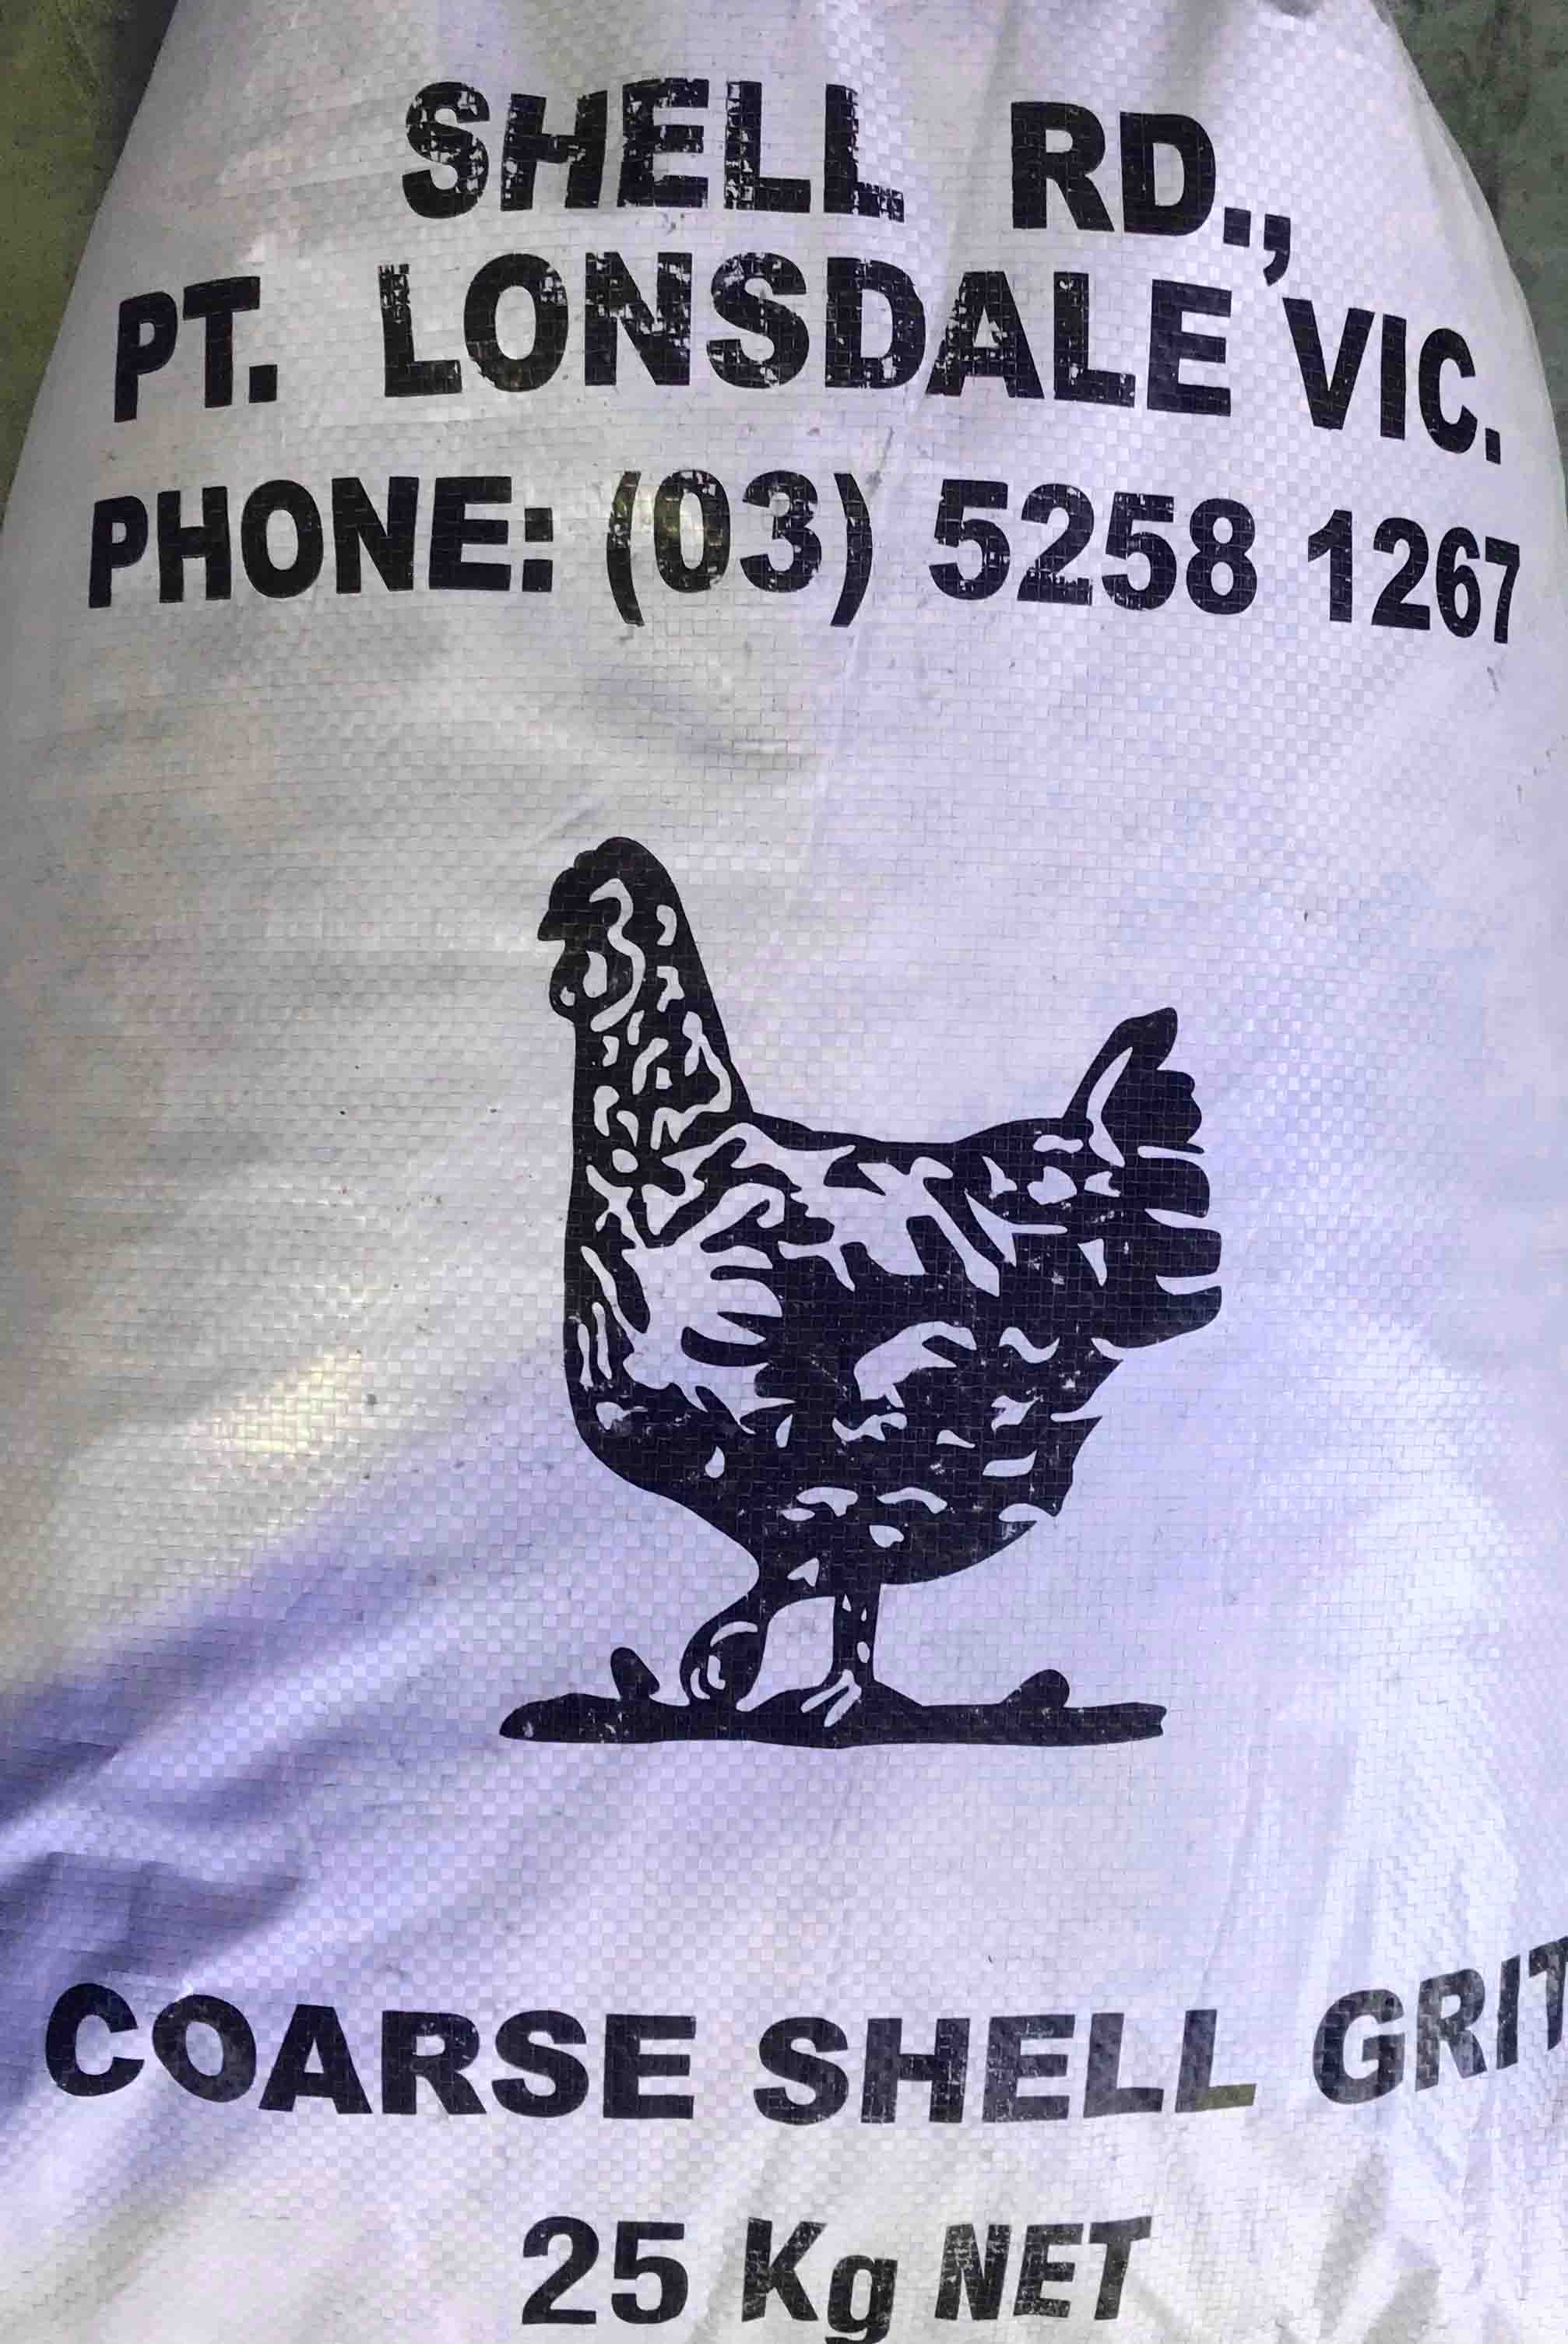 SHELL RD.,
PT. LONSDALE VIC.
PHONE: (03) 5258 1267
COARSE SHELL GRIT
25 Kg NET